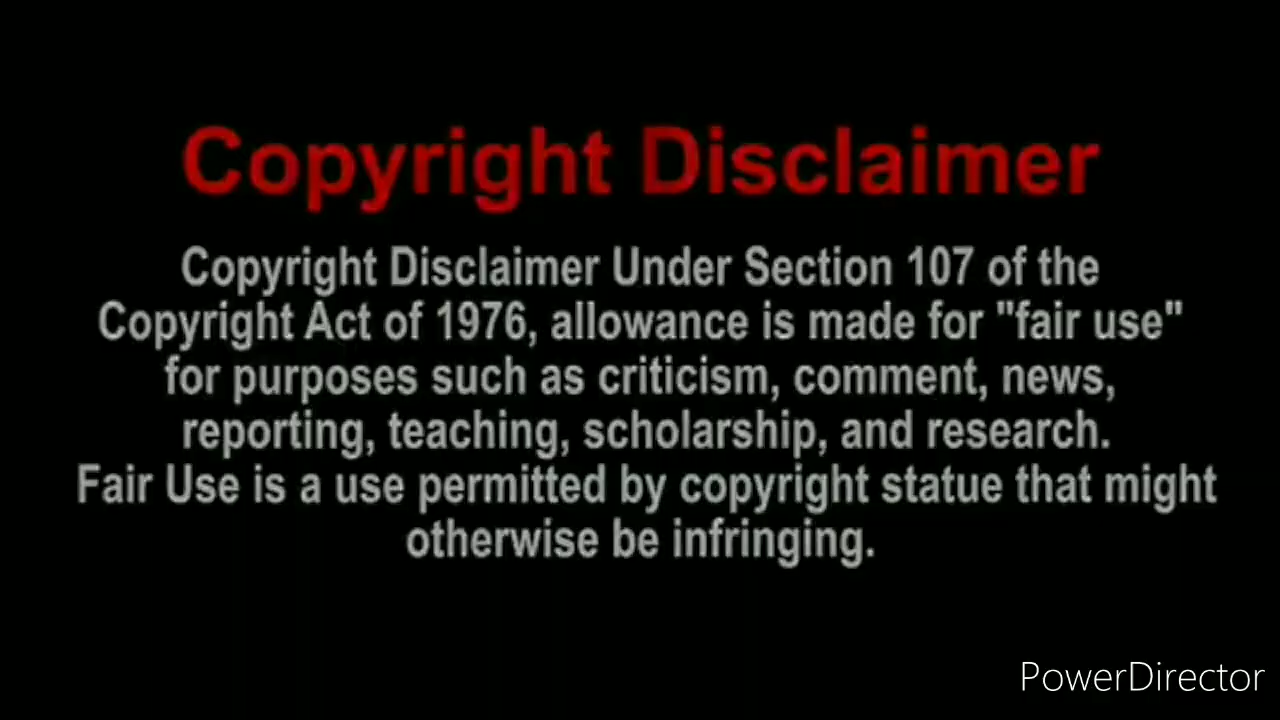 Copyright Disclaimer
Copyright Disclaimer Under Section 107 of the
Copyright Act of 1976, allowance is made for "fair use"
for purposes such as criticism, comment, news,
reporting, teaching, scholarship, and research.
Fair Use is a use permitted by copyright statue that might
otherwise be infringing.
PowerDirector